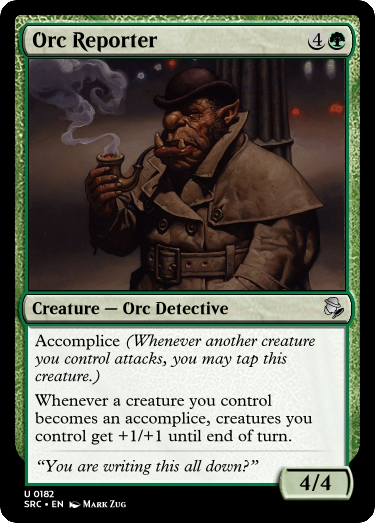 Orc Reporter 4
Creature — Orc Detective
Accomplice (Whenever another creature
you control attacks, you may tap this
creature.)
Whenever a creature you control
becomes an accomplice, creatures you
control get +1/+1 until end of turn.
“You are writing this all down?”
4/4
U 0182
SRC • EN Mark Zug